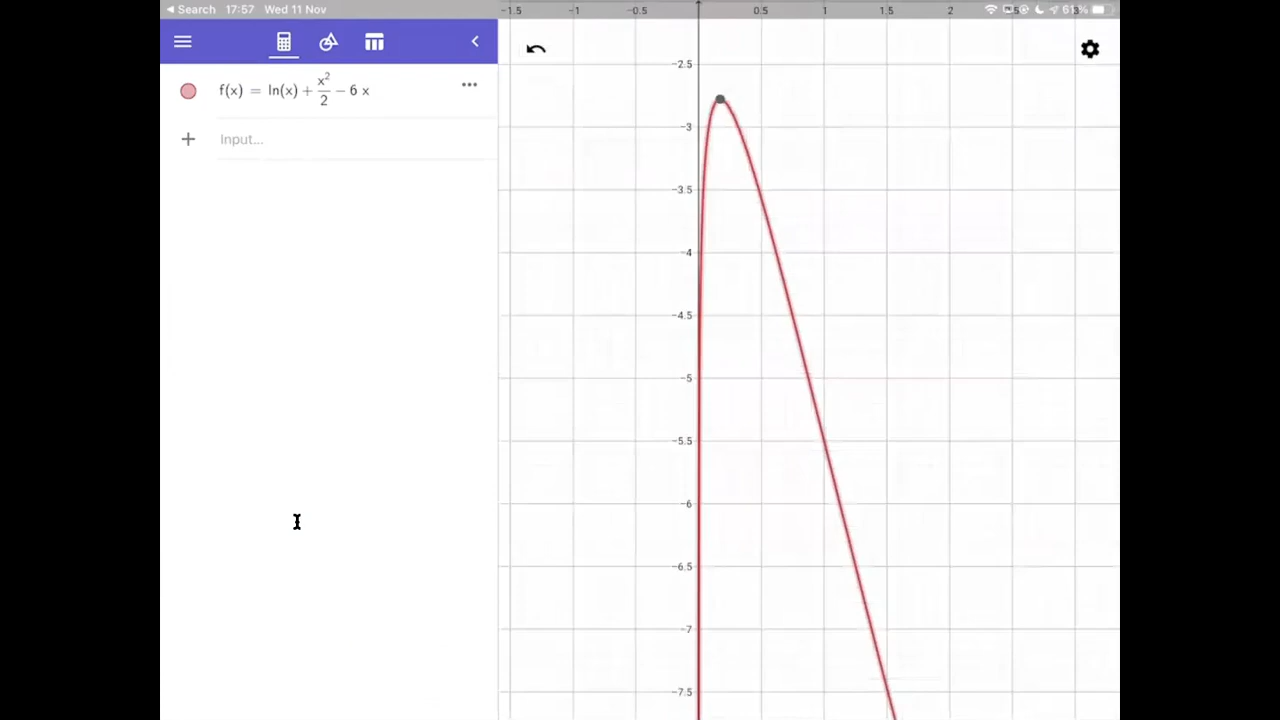 Search 17:57 Wed 11 Nov
-1.5 -1 -0.5 0.5 1 1.5 2
f(x) = ln(x) + x²/2 − 6 x
Input...
-2.5
-3
-3.5
-4
-4.5
-5
-5.5
-6
-6.5
-7
-7.5